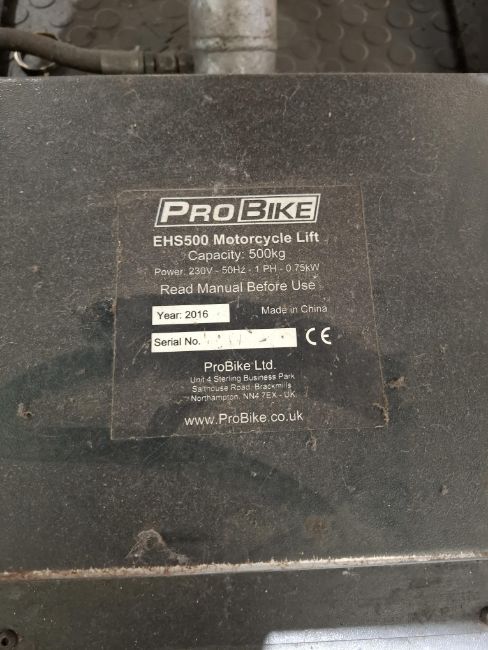 PROBIKE
EHS500 Motorcycle Lift
Capacity: 500kg
Power: 230V - 50Hz - 1 PH - 0.75kW
Read Manual Before Use
Year: 2016 Made in China
Serial No. CE
ProBike Ltd.
Unit 4 Sterling Business Park
Salthouse Road, Brackmills
Northampton, NN4 7EX - UK
www.ProBike.co.uk